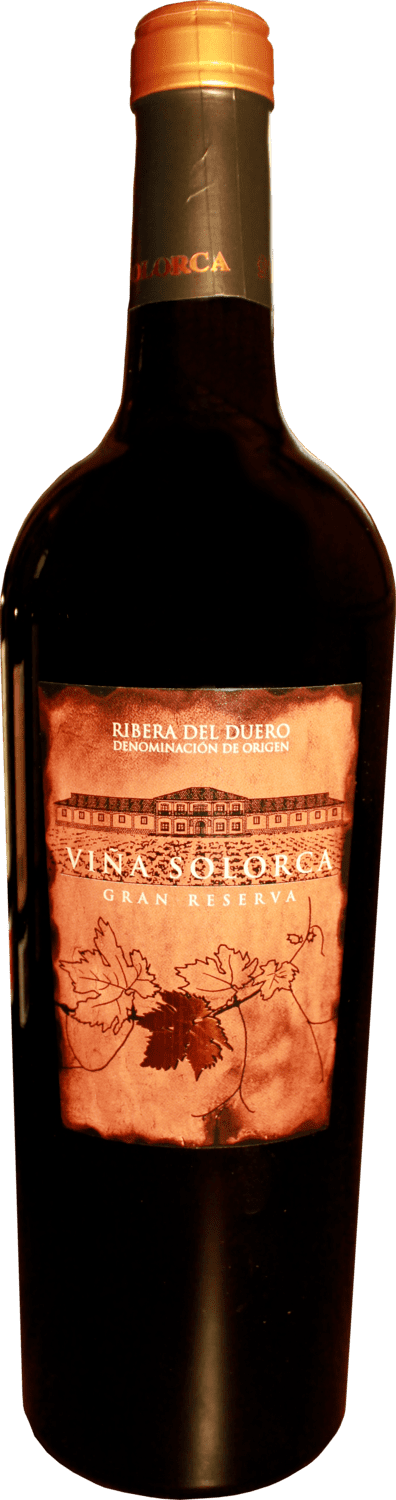 SOLORCA
RIBERA DEL DUERO
DENOMINACIÓN DE ORIGEN
VIÑA SOLORCA
GRAN RESERVA